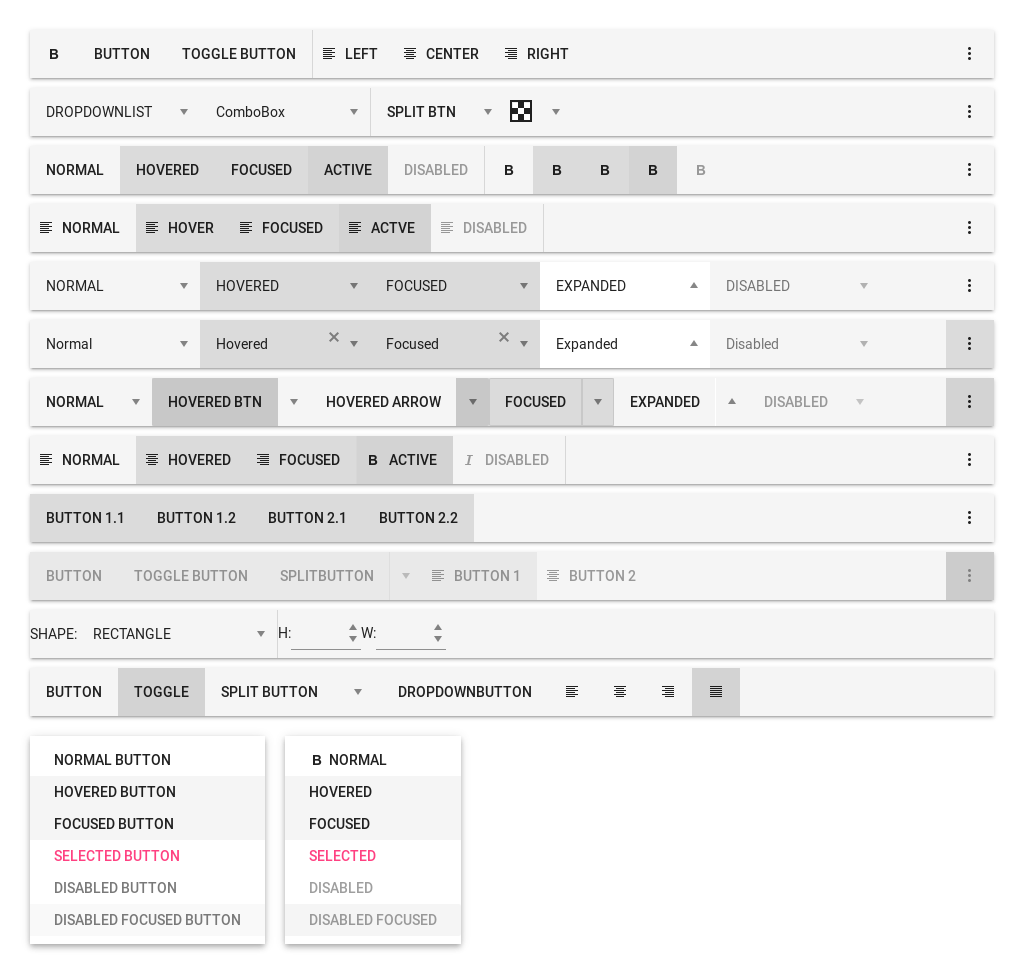 B BUTTON TOGGLE BUTTON LEFT CENTER RIGHT
DROPDOWNLIST ComboBox SPLIT BTN
NORMAL HOVERED FOCUSED ACTIVE DISABLED B B B B B
NORMAL HOVER FOCUSED ACTVE DISABLED
NORMAL HOVERED FOCUSED EXPANDED DISABLED
Normal Hovered Focused Expanded Disabled
NORMAL HOVERED BTN HOVERED ARROW FOCUSED EXPANDED DISABLED
NORMAL HOVERED FOCUSED B ACTIVE I DISABLED
BUTTON 1.1 BUTTON 1.2 BUTTON 2.1 BUTTON 2.2
BUTTON TOGGLE BUTTON SPLITBUTTON BUTTON 1 BUTTON 2
SHAPE: RECTANGLE H: W:
BUTTON TOGGLE SPLIT BUTTON DROPDOWNBUTTON
NORMAL BUTTON
HOVERED BUTTON
FOCUSED BUTTON
SELECTED BUTTON
DISABLED BUTTON
DISABLED FOCUSED BUTTON
B NORMAL
HOVERED
FOCUSED
SELECTED
DISABLED
DISABLED FOCUSED